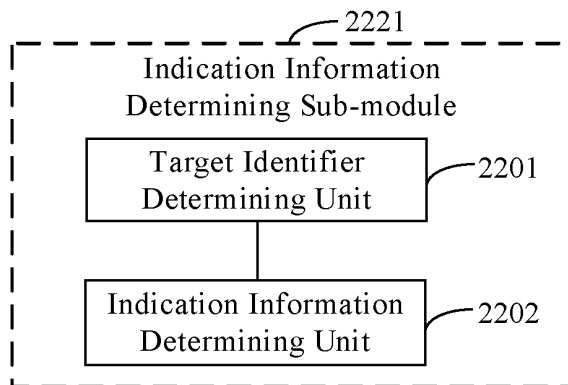 2221
Indication Information
Determining Sub-module
Target Identifier
Determining Unit
2201
Indication Information
Determining Unit
2202